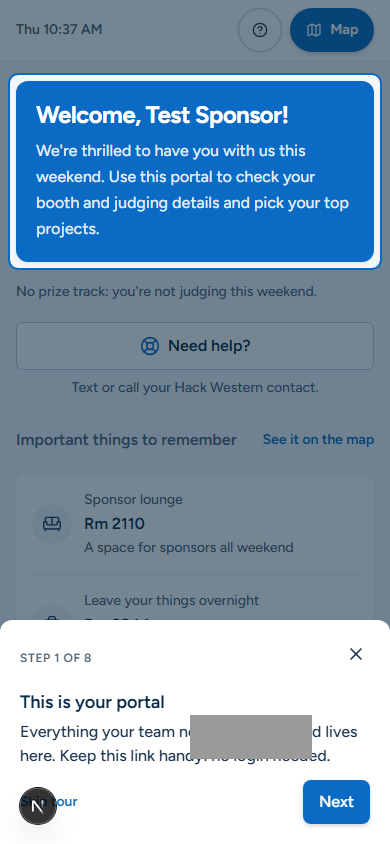 Thu 10:37 AM
Map
Welcome, Test Sponsor!
We're thrilled to have you with us this
weekend. Use this portal to check your
booth and judging details and pick your top
projects.
No prize track: you're not judging this weekend.
Need help?
Text or call your Hack Western contact.
Important things to remember
See it on the map
Sponsor lounge
Rm 2110
A space for sponsors all weekend
Leave your things overnight
STEP 1 OF 8
This is your portal
Everything your team lives
here. Keep this link
tour
N
Next